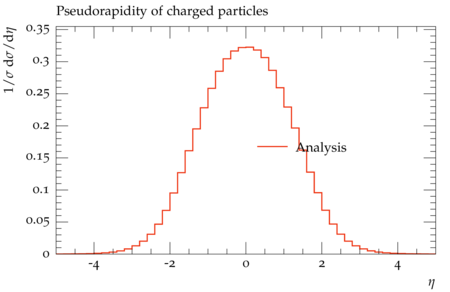 Pseudorapidity of charged particles
1/σ dσ/dη
0.35
0.3
0.25
0.2
0.15
0.1
0.05
0
Analysis
-4 -2 0 2 4
η